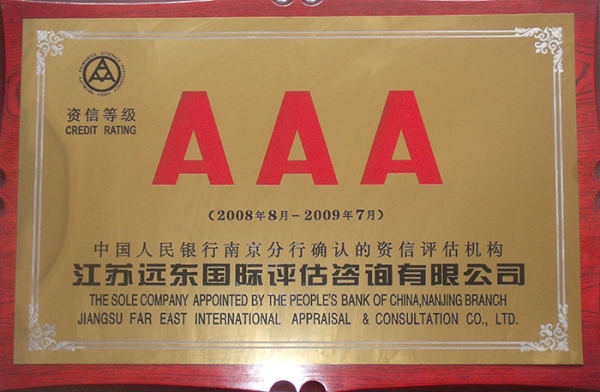 资信等级
CREDIT RATING
AAA
（2008年8月－2009年7月）
中国人民银行南京分行确认的资信评估机构
江苏远东国际评估咨询有限公司
THE SOLE COMPANY APPOINTED BY THE PEOPLE'S BANK OF CHINA,NANJING BRANCH
JIANGSU FAR EAST INTERNATIONAL APPRAISAL & CONSULTATION CO., LTD.